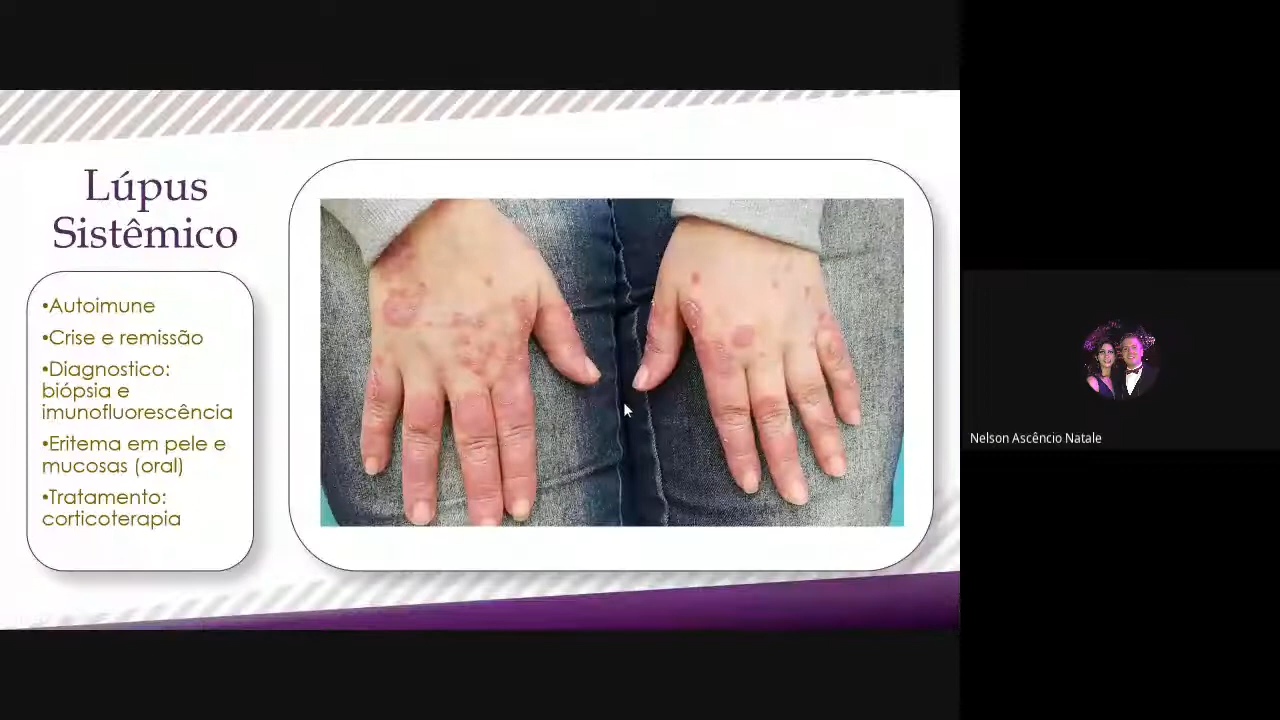 Lúpus
Sistêmico
•Autoimune
•Crise e remissão
•Diagnostico:
biópsia e
imunofluorescência
•Eritema em pele e
mucosas (oral)
•Tratamento:
corticoterapia
Nelson Ascêncio Natale